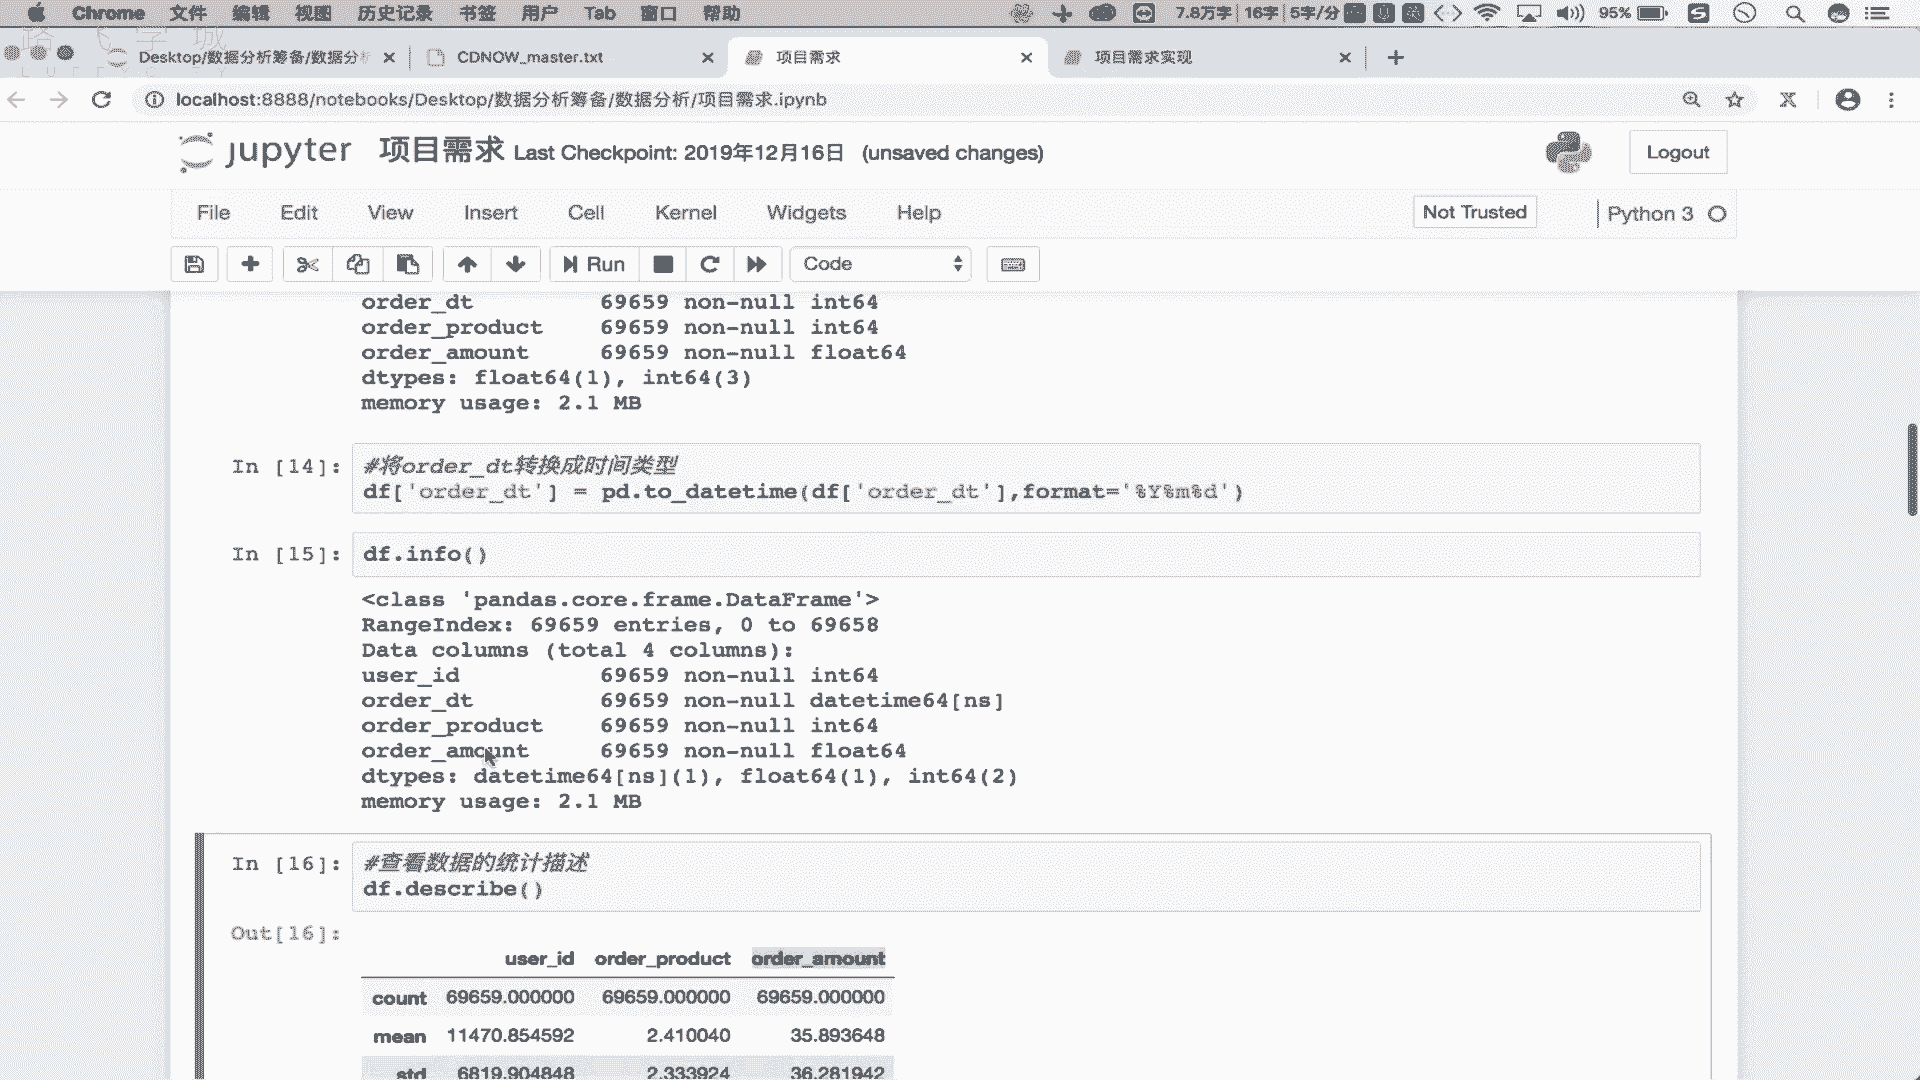 Chrome 文件 编辑 视图 历史记录 书签 用户 Tab 窗口 帮助 7.8万字 16字 5字/分 95%
Desktop/数据分析筹备/数据分析 CDNOW_master.txt 项目需求 项目需求实现
localhost:8888/notebooks/Desktop/数据分析筹备/数据分析/项目需求.ipynb
jupyter 项目需求 Last Checkpoint: 2019年12月16日 (unsaved changes) Logout
File Edit View Insert Cell Kernel Widgets Help Not Trusted Python 3
Run Code
order_dt 69659 non-null int64
order_product 69659 non-null int64
order_amount 69659 non-null float64
dtypes: float64(1), int64(3)
memory usage: 2.1 MB
In [14]: #将order_dt转换成时间类型
df['order_dt'] = pd.to_datetime(df['order_dt'],format='%Y%m%d')
In [15]: df.info()
<class 'pandas.core.frame.DataFrame'>
RangeIndex: 69659 entries, 0 to 69658
Data columns (total 4 columns):
user_id 69659 non-null int64
order_dt 69659 non-null datetime64[ns]
order_product 69659 non-null int64
order_amount 69659 non-null float64
dtypes: datetime64[ns](1), float64(1), int64(2)
memory usage: 2.1 MB
In [16]: #查看数据的统计描述
df.describe()
Out[16]:
user_id order_product order_amount
count 69659.000000 69659.000000 69659.000000
mean 11470.854592 2.410040 35.893648
std 6819.904848 2.333924 36.281942